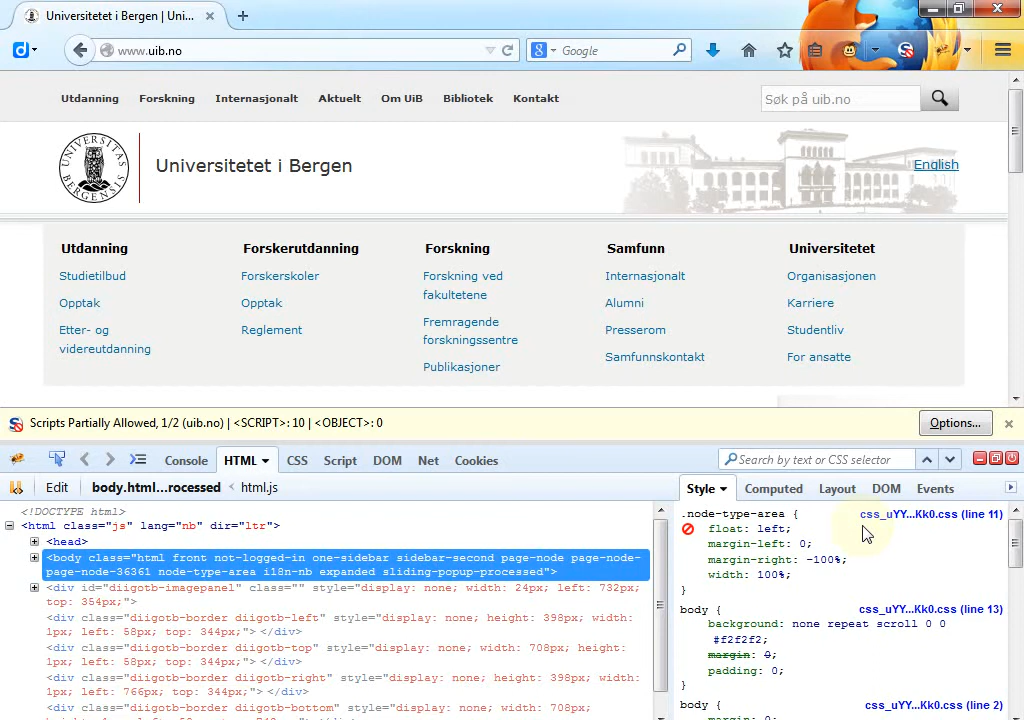 Universitetet i Bergen | Uni...
www.uib.no
Google
Utdanning Forskning Internasjonalt Aktuelt Om UiB Bibliotek Kontakt
Søk på uib.no
UNIVERSITAS
BERGENSIS
Universitetet i Bergen
English
Utdanning
Studietilbud
Opptak
Etter- og
videreutdanning
Forskerutdanning
Forskerskoler
Opptak
Reglement
Forskning
Forskning ved
fakultetene
Fremragende
forskningssentre
Publikasjoner
Samfunn
Internasjonalt
Alumni
Presserom
Samfunnskontakt
Universitetet
Organisasjonen
Karriere
Studentliv
For ansatte
Scripts Partially Allowed, 1/2 (uib.no) | <SCRIPT>: 10 | <OBJECT>: 0
Options...
Console HTML CSS Script DOM Net Cookies
Search by text or CSS selector
Edit body.html...rocessed < html.js
Style Computed Layout DOM Events
<!DOCTYPE html>
<html class="js" lang="nb" dir="ltr">
<head>
<body class="html front not-logged-in one-sidebar sidebar-second page-node page-node-
page-node-36361 node-type-area i18n-nb expanded sliding-popup-processed">
<div id="diigotb-imagepanel" class="" style="display: none; width: 24px; left: 732px;
top: 354px;">
<div class="diigotb-border diigotb-left" style="display: none; height: 398px; width:
1px; left: 58px; top: 344px;"> </div>
<div class="diigotb-border diigotb-top" style="display: none; width: 708px; height:
1px; left: 58px; top: 344px;"> </div>
<div class="diigotb-border diigotb-right" style="display: none; height: 398px; width:
1px; left: 766px; top: 344px;"> </div>
<div class="diigotb-border diigotb-bottom" style="display: none; width: 708px;
.node-type-area { css_uYY...Kk0.css (line 11)
float: left;
margin-left: 0;
margin-right: -100%;
width: 100%;
}
body { css_uYY...Kk0.css (line 13)
background: none repeat scroll 0 0
#f2f2f2;
margin: 0;
padding: 0;
}
body { css_uYY...Kk0.css (line 2)
margin: 0;